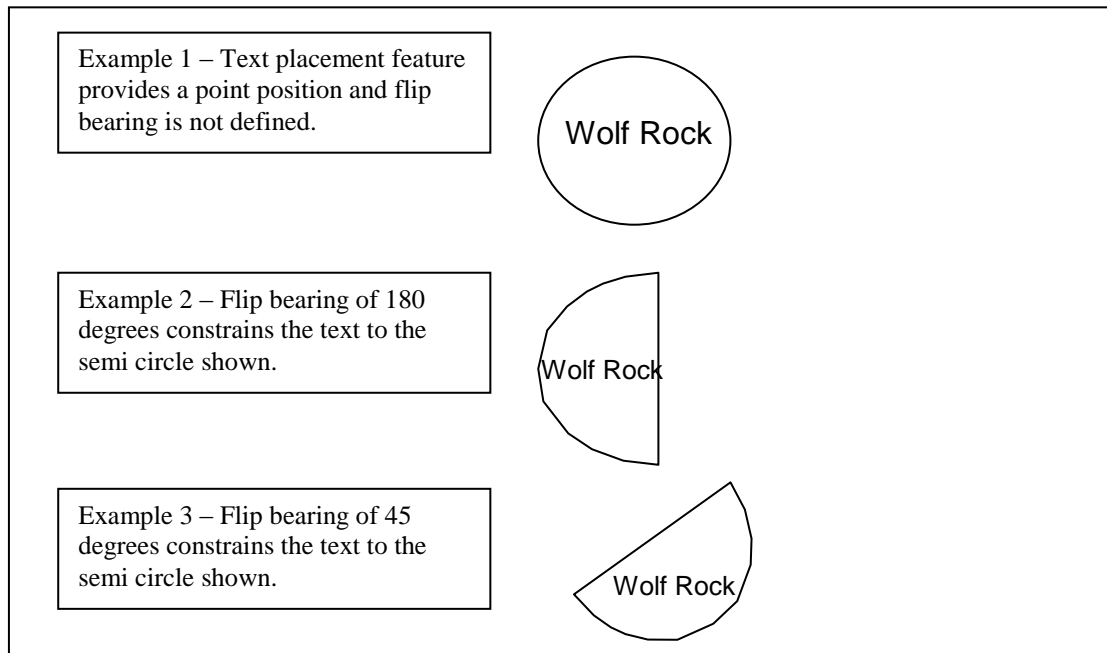 Example 1 – Text placement feature
provides a point position and flip
bearing is not defined.
Wolf Rock
Example 2 – Flip bearing of 180
degrees constrains the text to the
semi circle shown.
Wolf Rock
Example 3 – Flip bearing of 45
degrees constrains the text to the
semi circle shown.
Wolf Rock